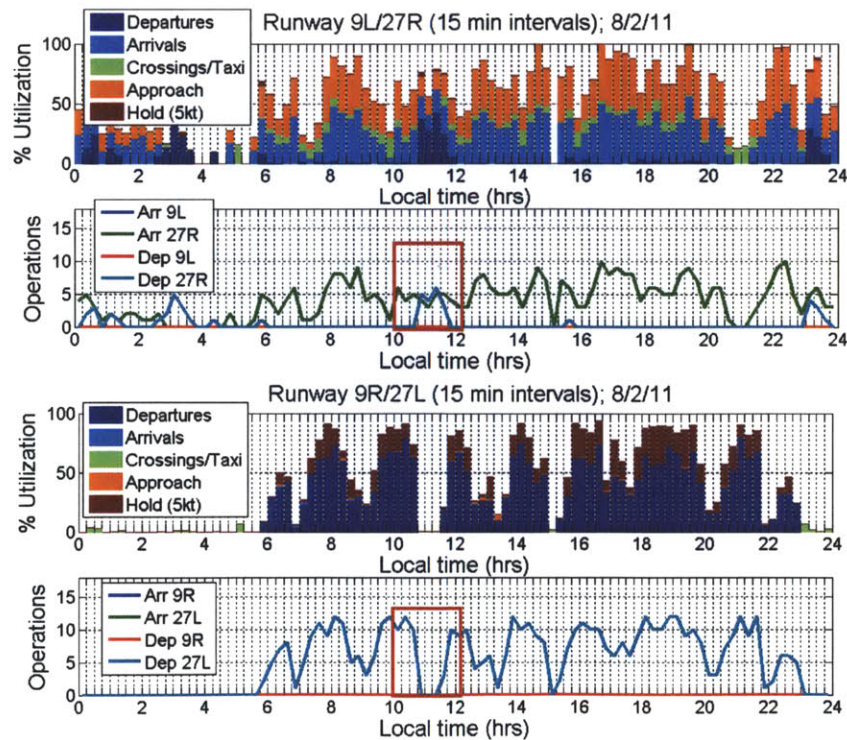 Runway 9L/27R (15 min intervals); 8/2/11
Departures
Arrivals
Crossings/Taxi
Approach
Hold (5kt)
% Utilization
100
50
0
0 2 4 6 8 10 12 14 16 18 20 22 24
Local time (hrs)
Arr 9L
Arr 27R
Dep 9L
Dep 27R
Operations
15
10
5
0
0 2 4 6 8 10 12 14 16 18 20 22 24
Local time (hrs)
Runway 9R/27L (15 min intervals); 8/2/11
Departures
Arrivals
Crossings/Taxi
Approach
Hold (5kt)
% Utilization
100
50
0
0 2 4 6 8 10 12 14 16 18 20 22 24
Local time (hrs)
Arr 9R
Arr 27L
Dep 9R
Dep 27L
Operations
15
10
5
0
0 2 4 6 8 10 12 14 16 18 20 22 24
Local time (hrs)